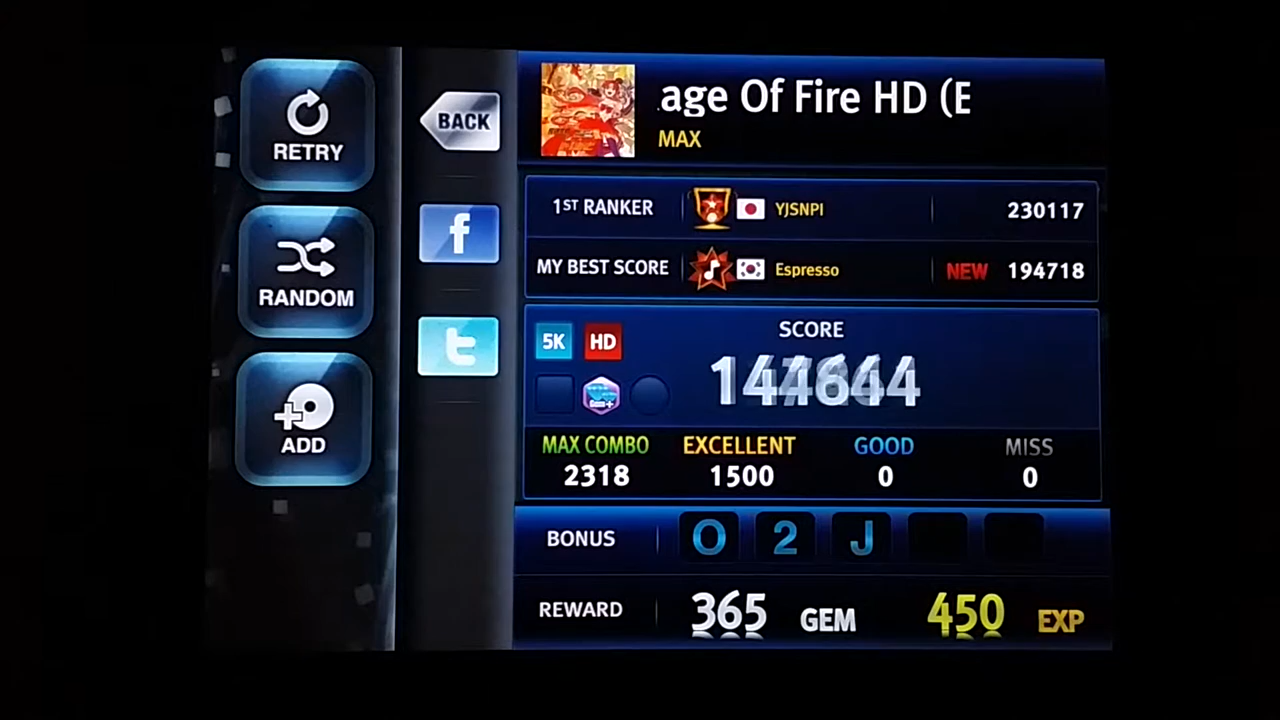 RETRY
RANDOM
ADD
BACK
f
t
age Of Fire HD (E
MAX
1ST RANKER YJSNPI 230117
MY BEST SCORE Espresso NEW 194718
5K HD SCORE
MAX COMBO EXCELLENT GOOD MISS
2318 1500 0 0
BONUS O 2 J
REWARD 365 GEM 450 EXP